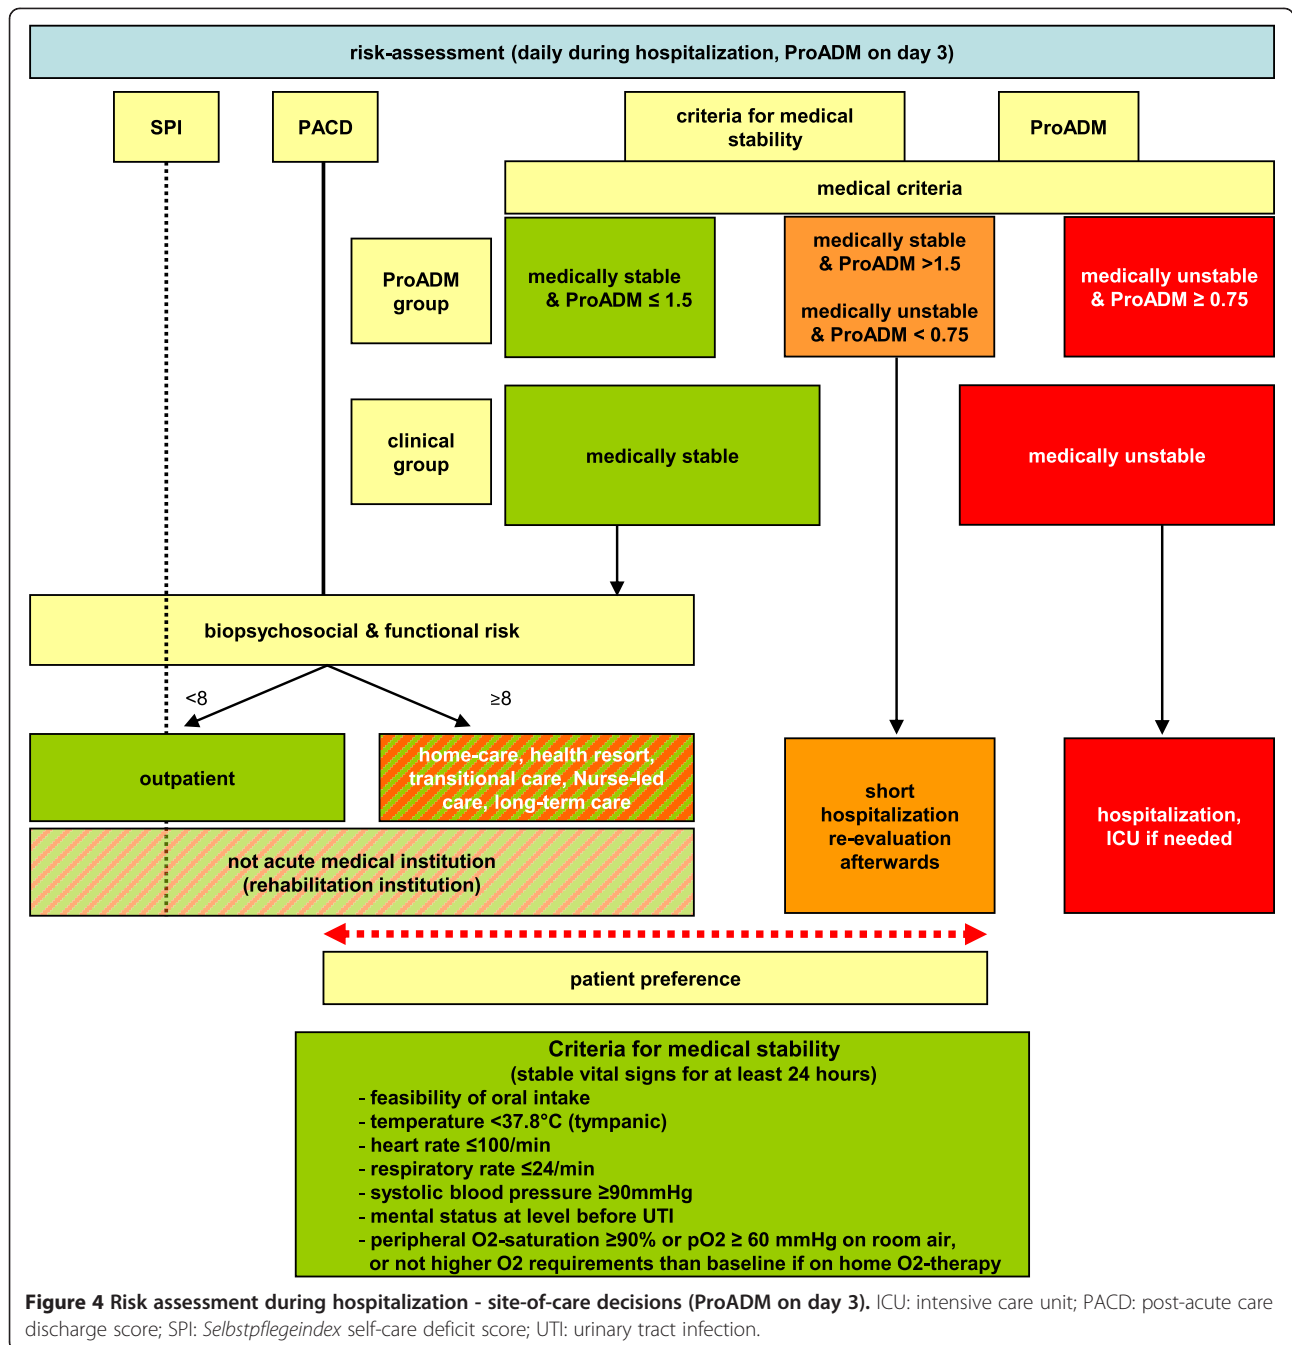 risk-assessment (daily during hospitalization, ProADM on day 3)
SPI
PACD
criteria for medical
stability
ProADM
medical criteria
ProADM
group
medically stable
& ProADM ≤ 1.5
medically stable
& ProADM >1.5
medically unstable
& ProADM < 0.75
medically unstable
& ProADM ≥ 0.75
clinical
group
medically stable
medically unstable
biopsychosocial & functional risk
<8
≥8
outpatient
home-care, health resort,
transitional care, Nurse-led
care, long-term care
short
hospitalization
re-evaluation
afterwards
hospitalization,
ICU if needed
not acute medical institution
(rehabilitation institution)
patient preference
Criteria for medical stability
(stable vital signs for at least 24 hours)
- feasibility of oral intake
- temperature <37.8°C (tympanic)
- heart rate ≤100/min
- respiratory rate ≤24/min
- systolic blood pressure ≥90mmHg
- mental status at level before UTI
- peripheral O2-saturation ≥90% or pO2 ≥ 60 mmHg on room air,
or not higher O2 requirements than baseline if on home O2-therapy
Figure 4 Risk assessment during hospitalization - site-of-care decisions (ProADM on day 3). ICU: intensive care unit; PACD: post-acute care
discharge score; SPI: Selbstpflegeindex self-care deficit score; UTI: urinary tract infection.